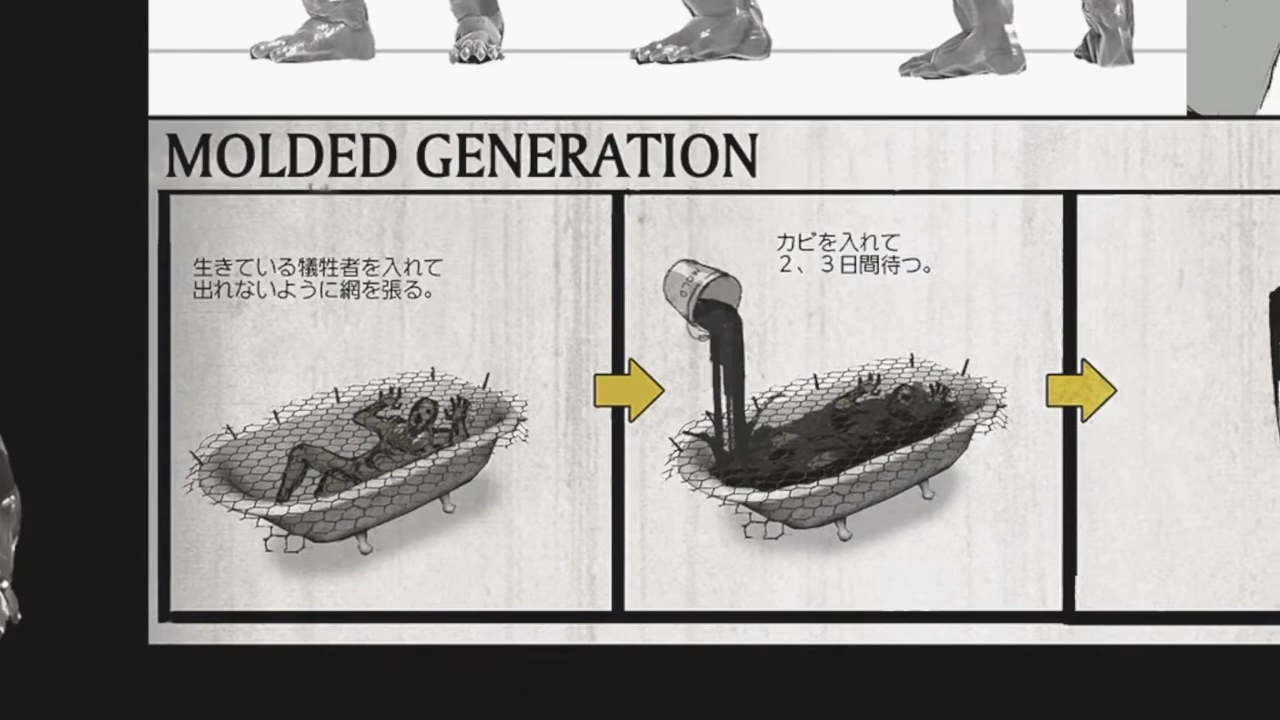 MOLDED GENERATION
生きている犠牲者を入れて
出れないように網を張る。
カビを入れて
２、３日間待つ。
MOLD